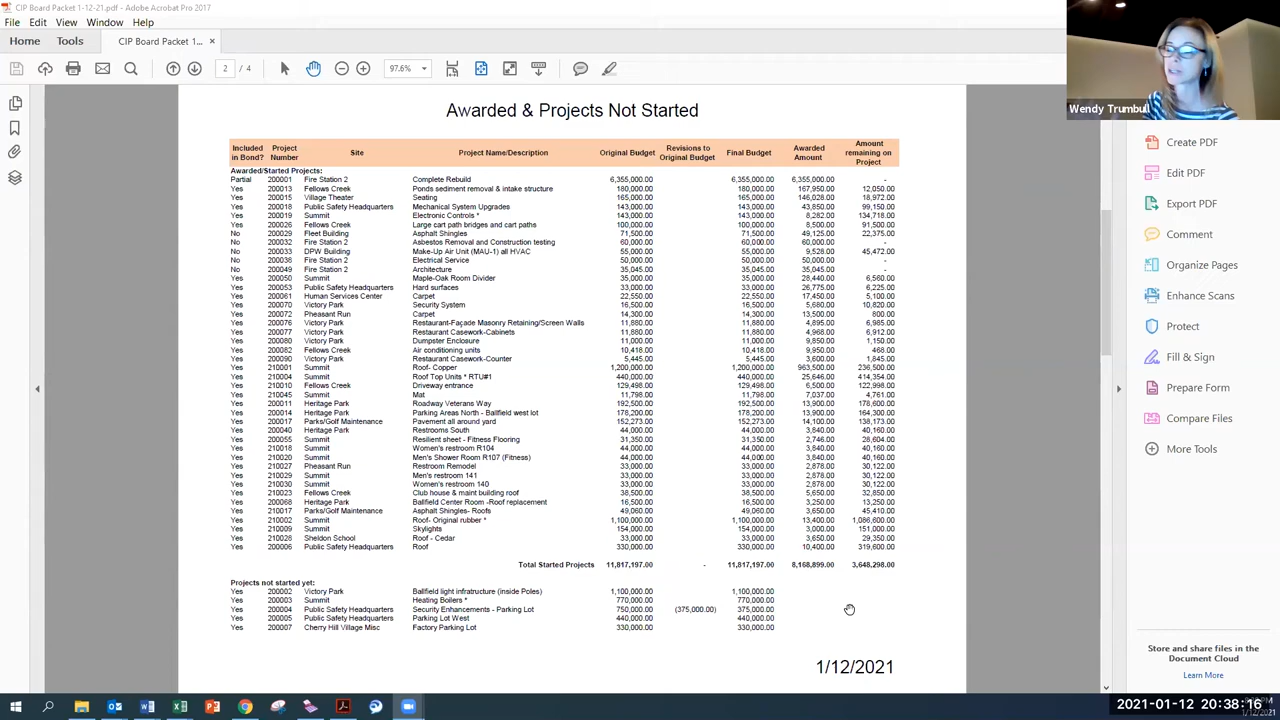 CIP Board Packet 1-12-21.pdf - Adobe Acrobat Pro 2017
File Edit View Window Help
Home Tools CIP Board Packet 1... ×
2 / 4 97.6%
Wendy Trumbull
Awarded & Projects Not Started
Included in Bond? Project Number Site Project Name/Description Original Budget Revisions to Original Budget Final Budget Awarded Amount Amount remaining on Project
Awarded/Started Projects:
Partial 200001 Fire Station 2 Complete Rebuild 6,355,000.00 6,355,000.00 6,355,000.00 -
Yes 200013 Fellows Creek Ponds sediment removal & intake structure 180,000.00 180,000.00 167,950.00 12,050.00
Yes 200015 Village Theater Seating 165,000.00 165,000.00 146,028.00 18,972.00
Yes 200018 Public Safety Headquarters Mechanical System Upgrades 143,000.00 143,000.00 43,850.00 99,150.00
Yes 200019 Summit Electronic Controls * 143,000.00 143,000.00 8,282.00 134,718.00
Yes 200026 Fellows Creek Large cart path bridges and cart paths 100,000.00 100,000.00 8,500.00 91,500.00
No 200029 Fleet Building Asphalt Shingles 71,500.00 71,500.00 49,125.00 22,375.00
No 200032 Fire Station 2 Asbestos Removal and Construction testing 60,000.00 60,000.00 60,000.00 -
No 200033 DPW Building Make-Up Air Unit (MAU-1) all HVAC 55,000.00 55,000.00 9,528.00 45,472.00
No 200038 Fire Station 2 Electrical Service 50,000.00 50,000.00 50,000.00 -
No 200049 Fire Station 2 Architecture 35,045.00 35,045.00 35,045.00 -
Yes 200050 Summit Maple-Oak Room Divider 35,000.00 35,000.00 28,440.00 6,560.00
Yes 200053 Public Safety Headquarters Hard surfaces 33,000.00 33,000.00 26,775.00 6,225.00
Yes 200061 Human Services Center Carpet 22,550.00 22,550.00 17,450.00 5,100.00
Yes 200070 Victory Park Security System 16,500.00 16,500.00 5,680.00 10,820.00
Yes 200072 Pheasant Run Carpet 14,300.00 14,300.00 13,500.00 800.00
Yes 200076 Victory Park Restaurant-Façade Masonry Retaining/Screen Walls 11,880.00 11,880.00 4,895.00 6,985.00
Yes 200077 Victory Park Restaurant Casework-Cabinets 11,880.00 11,880.00 4,968.00 6,912.00
Yes 200080 Victory Park Dumpster Enclosure 11,000.00 11,000.00 9,850.00 1,150.00
Yes 200082 Fellows Creek Air conditioning units 10,418.00 10,418.00 9,950.00 468.00
Yes 200090 Victory Park Restaurant Casework-Counter 5,445.00 5,445.00 3,600.00 1,845.00
Yes 210001 Summit Roof- Copper 1,200,000.00 1,200,000.00 963,500.00 236,500.00
Yes 210004 Summit Roof Top Units * RTU#1 440,000.00 440,000.00 25,646.00 414,354.00
Yes 210010 Fellows Creek Driveway entrance 129,498.00 129,498.00 6,500.00 122,998.00
Yes 210045 Summit Mat 11,798.00 11,798.00 7,037.00 4,761.00
Yes 200011 Heritage Park Roadway Veterans Way 192,500.00 192,500.00 13,900.00 178,600.00
Yes 200014 Heritage Park Parking Areas North - Ballfield west lot 178,200.00 178,200.00 13,900.00 164,300.00
Yes 200017 Parks/Golf Maintenance Pavement all around yard 152,273.00 152,273.00 14,100.00 138,173.00
Yes 200040 Heritage Park Restrooms South 44,000.00 44,000.00 3,840.00 40,160.00
Yes 200055 Summit Resilient sheet - Fitness Flooring 31,350.00 31,350.00 2,746.00 28,604.00
Yes 210018 Summit Women's restroom R104 44,000.00 44,000.00 3,840.00 40,160.00
Yes 210020 Summit Men's Shower Room R107 (Fitness) 44,000.00 44,000.00 3,840.00 40,160.00
Yes 210027 Pheasant Run Restroom Remodel 33,000.00 33,000.00 2,878.00 30,122.00
Yes 210029 Summit Men's restroom 141 33,000.00 33,000.00 2,878.00 30,122.00
Yes 210030 Summit Women's restroom 140 33,000.00 33,000.00 2,878.00 30,122.00
Yes 210023 Fellows Creek Club house & maint building roof 38,500.00 38,500.00 5,650.00 32,850.00
Yes 200068 Heritage Park Ballfield Center Room -Roof replacement 16,500.00 16,500.00 3,250.00 13,250.00
Yes 210017 Parks/Golf Maintenance Asphalt Shingles- Roofs 49,060.00 49,060.00 3,650.00 45,410.00
Yes 210002 Summit Roof- Original rubber * 1,100,000.00 1,100,000.00 13,400.00 1,086,600.00
Yes 210009 Summit Skylights 154,000.00 154,000.00 3,000.00 151,000.00
Yes 210028 Sheldon School Roof - Cedar 33,000.00 33,000.00 3,650.00 29,350.00
Yes 200006 Public Safety Headquarters Roof 330,000.00 330,000.00 10,400.00 319,600.00
Total Started Projects 11,817,197.00 - 11,817,197.00 8,168,899.00 3,648,298.00
Projects not started yet:
Yes 200002 Victory Park Ballfield light infratructure (inside Poles) 1,100,000.00 1,100,000.00
Yes 200003 Summit Heating Boilers * 770,000.00 770,000.00
Yes 200004 Public Safety Headquarters Security Enhancements - Parking Lot 750,000.00 (375,000.00) 375,000.00
Yes 200005 Public Safety Headquarters Parking Lot West 440,000.00 440,000.00
Yes 200007 Cherry Hill Village Misc Factory Parking Lot 330,000.00 330,000.00
1/12/2021
Create PDF
Edit PDF
Export PDF
Comment
Organize Pages
Enhance Scans
Protect
Fill & Sign
Prepare Form
Compare Files
More Tools
Store and share files in the
Document Cloud
Learn More
2021-01-12 20:38:16